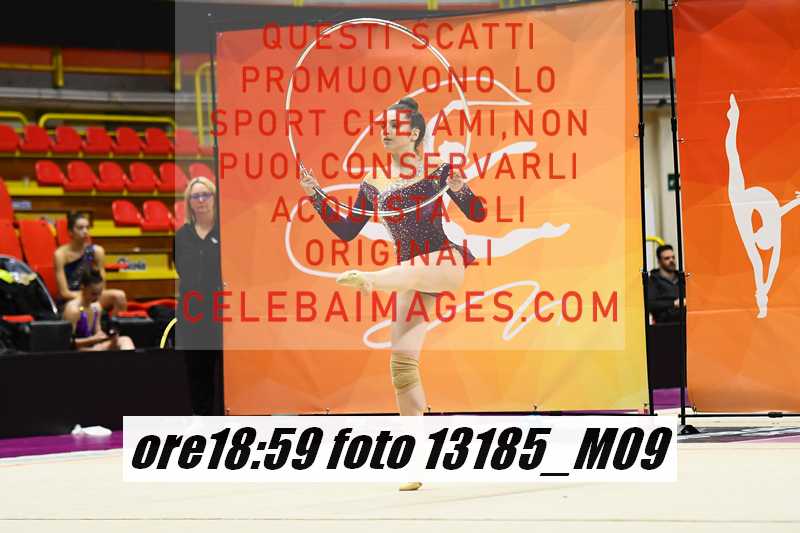 QUESTI SCATTI
PROMUOVONO LO
SPORT CHE AMI,NON
PUOI CONSERVARLI
ACQUISTA GLI
ORIGINALI
CELEBAIMAGES.COM
ore18:59 foto 13185_M09